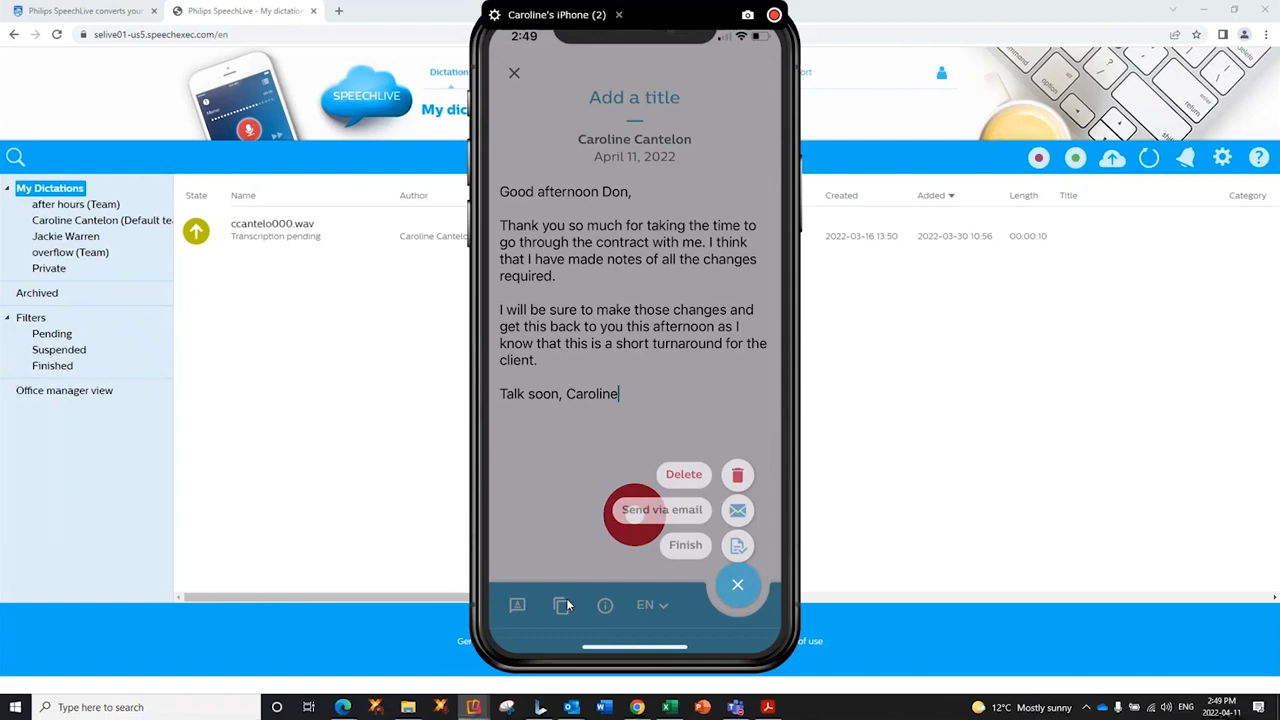 Philips SpeechLive converts your
Philips SpeechLive - My dictation
Caroline's iPhone (2)
selive01-us5.speechexec.com/en
2:49
SPEECHLIVE
Dictat
My dic
ort
Add a title
Caroline Cantelon
April 11, 2022
My Dictations
after hours (Team)
Caroline Cantelon (Default te
Jackie Warren
overflow (Team)
Private
Archived
Filters
Pending
Suspended
Finished
Office manager view
State
Name
Author
Created
Added
Length
Title
Category
ccantelo000.wav
Transcription pending
Caroline Cantelo
2022-03-16 13:50
2022-03-30 10:56
00:00:10
Good afternoon Don,
Thank you so much for taking the time to
go through the contract with me. I think
that I have made notes of all the changes
required.
I will be sure to make those changes and
get this back to you this afternoon as I
know that this is a short turnaround for the
client.
Talk soon, Caroline
Delete
Send via email
Finish
EN
Ger
of use
Type here to search
12°C Mostly sunny
ENG
2:49 PM
2022-04-11